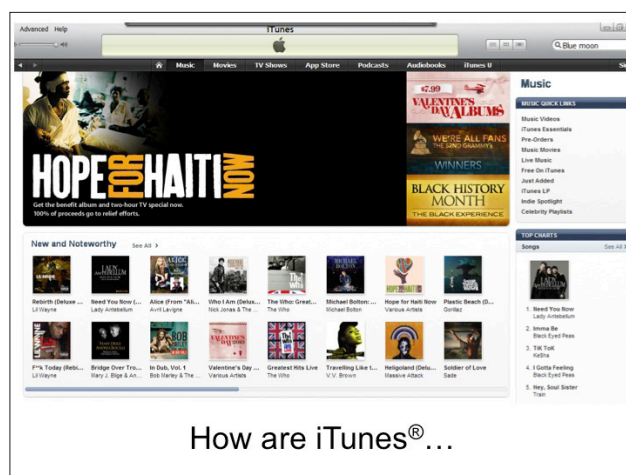 Advanced Help
iTunes
Blue moon
Music Movies TV Shows App Store Podcasts Audiobooks iTunes U
HOPE FOR HAITI NOW
Get the benefit album and two-hour TV special now.
100% of proceeds go to relief efforts.
$7.99
VALENTINE'S
DAY ALBUMS
WE'RE ALL FANS
THE 52ND GRAMMYS
WINNERS
BLACK HISTORY
MONTH
THE BLACK EXPERIENCE
Music
MUSIC QUICK LINKS
Music Videos
iTunes Essentials
Pre-Orders
Music Movies
Live Music
Free On iTunes
Just Added
iTunes LP
Indie Spotlight
Celebrity Playlists
New and Noteworthy See All >
Rebirth (Deluxe ... Need You Now (... Alice (From "Ali... Who I Am (Delux... The Who: Great... Michael Bolton: ... Hope for Haiti Now Plastic Beach (D...
Lil Wayne Lady Antebellum Avril Lavigne Nick Jonas & The ... The Who Michael Bolton Various Artists Gorillaz
F**k Today (Rebi... Bridge Over Tro... In Dub, Vol. 1 Valentine's Day ... Greatest Hits Live Travelling Like t... Heligoland (Delu... Soldier of Love
Lil Wayne Mary J. Blige & An... Bob Marley & The ... Various Artists The Who V.V. Brown Massive Attack Sade
TOP CHARTS
Songs See All >
1. Need You Now
Lady Antebellum
2. Imma Be
Black Eyed Peas
3. TiK ToK
Ke$ha
4. I Gotta Feeling
Black Eyed Peas
5. Hey, Soul Sister
Train
How are iTunes®...